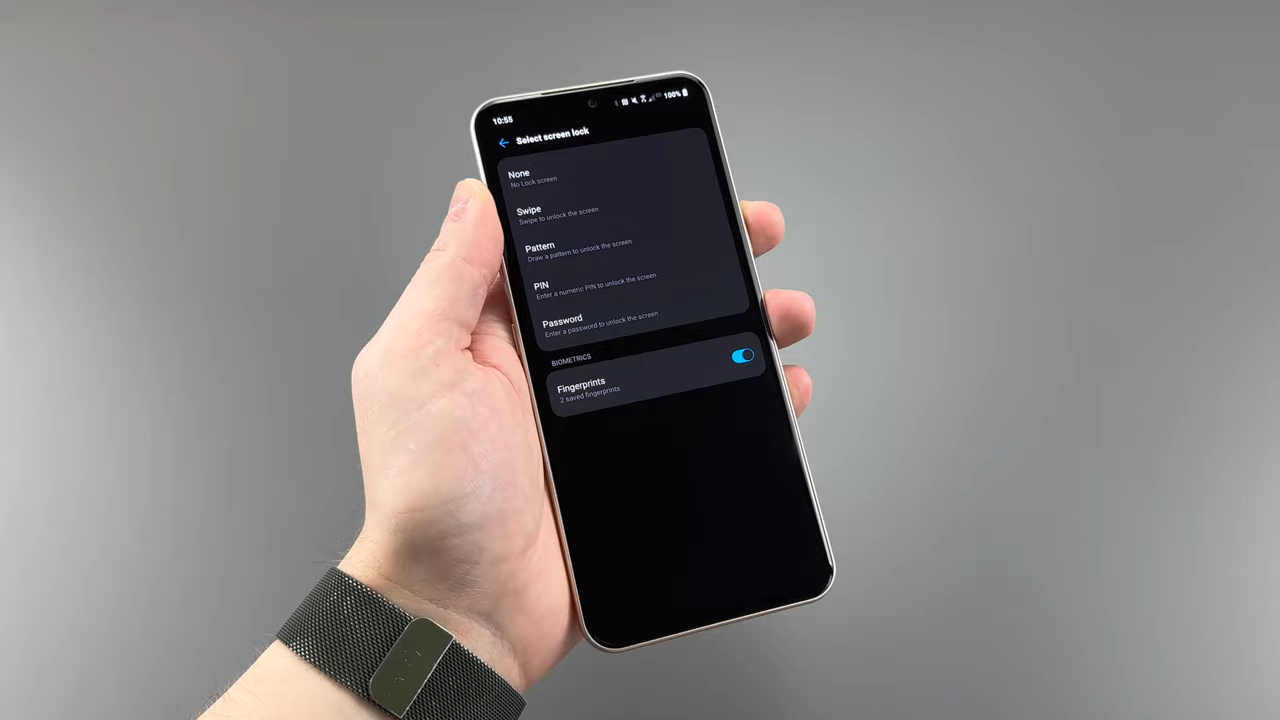 10:55
100%
Select screen lock
None
No Lock screen
Swipe
Swipe to unlock the screen
Pattern
Draw a pattern to unlock the screen
PIN
Enter a numeric PIN to unlock the screen
Password
Enter a password to unlock the screen
BIOMETRICS
Fingerprints
2 saved fingerprints